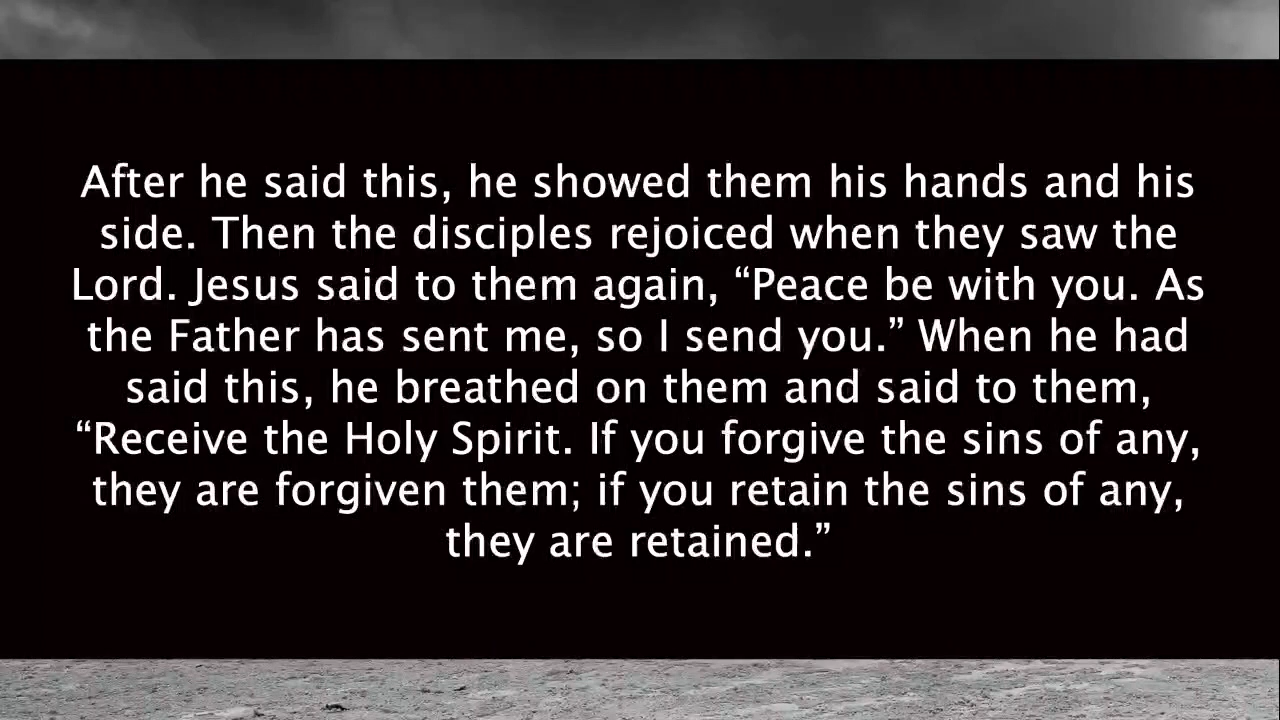 After he said this, he showed them his hands and his
side. Then the disciples rejoiced when they saw the
Lord. Jesus said to them again, “Peace be with you. As
the Father has sent me, so I send you.” When he had
said this, he breathed on them and said to them,
“Receive the Holy Spirit. If you forgive the sins of any,
they are forgiven them; if you retain the sins of any,
they are retained.”